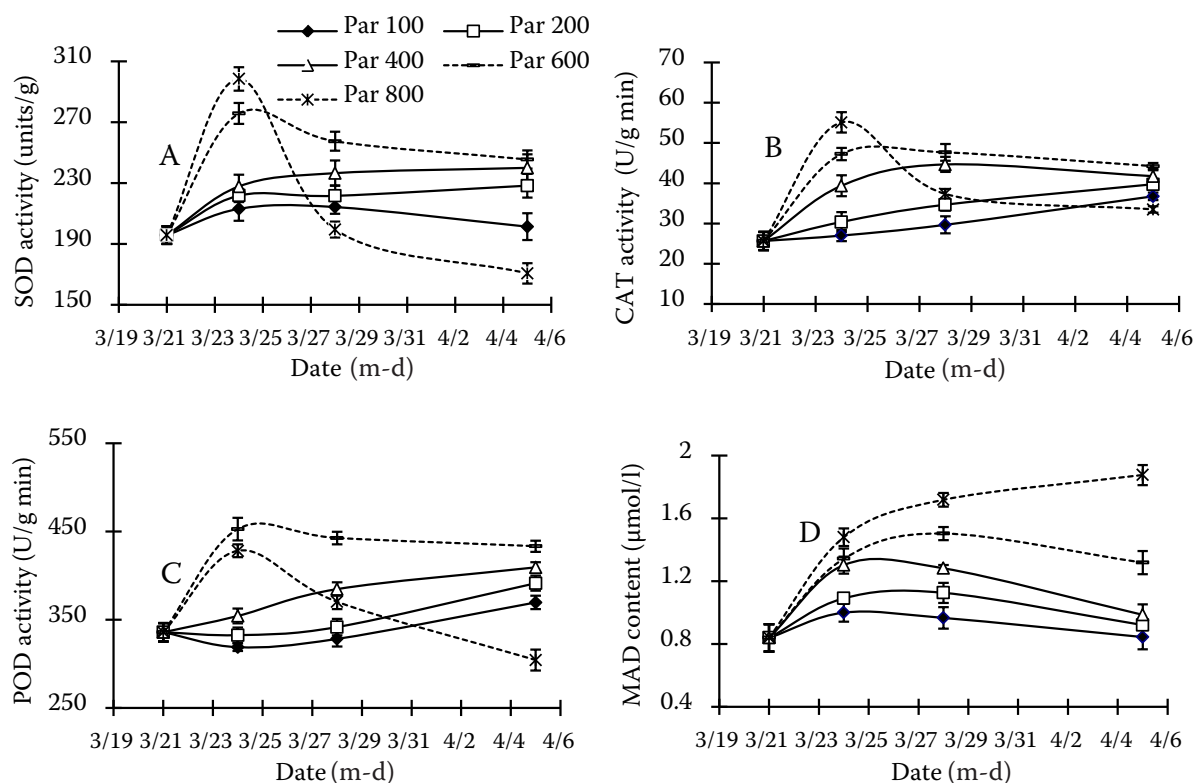 Par 100
Par 200
Par 400
Par 600
Par 800
SOD activity (units/g)
310
270
230
190
150
A
3/19 3/21 3/23 3/25 3/27 3/29 3/31 4/2 4/4 4/6
Date (m-d)
CAT activity (U/g min)
70
60
50
40
30
20
10
B
3/19 3/21 3/23 3/25 3/27 3/29 3/31 4/2 4/4 4/6
Date (m-d)
POD activity (U/g min)
550
450
350
250
C
3/19 3/21 3/23 3/25 3/27 3/29 3/31 4/2 4/4 4/6
Date (m-d)
MAD content (μmol/l)
2
1.6
1.2
0.8
0.4
D
3/19 3/21 3/23 3/25 3/27 3/29 3/31 4/2 4/4 4/6
Date (m-d)